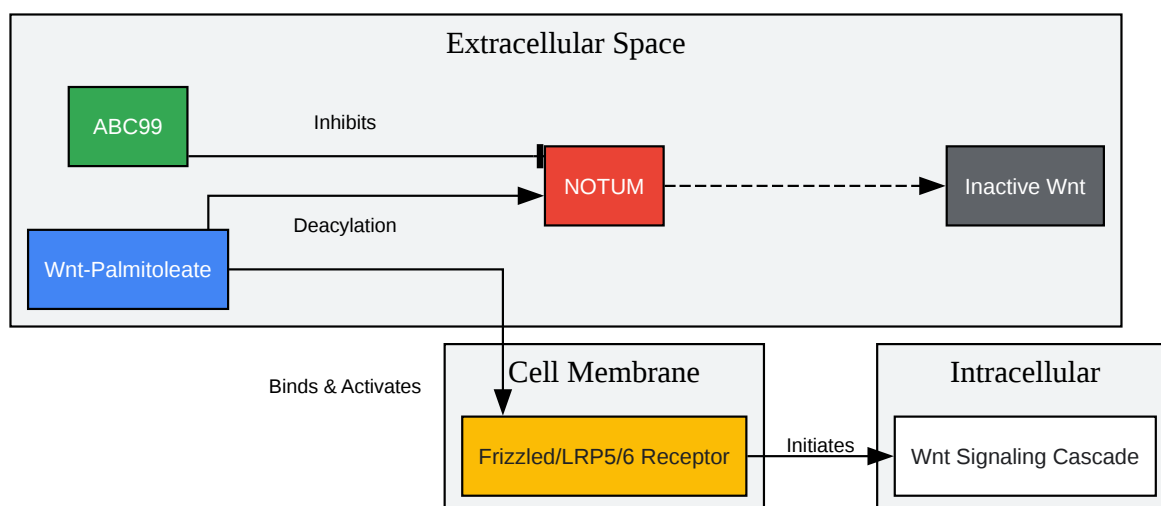 Extracellular Space
ABC99
Inhibits
NOTUM
Inactive Wnt
Deacylation
Wnt-Palmitoleate
Binds & Activates
Cell Membrane
Intracellular
Frizzled/LRP5/6 Receptor
Initiates
Wnt Signaling Cascade